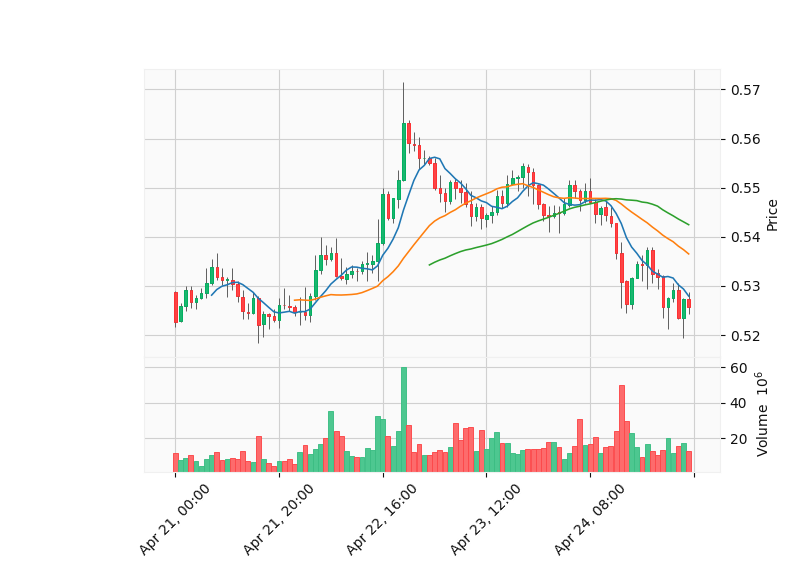 0.57
0.56
0.55
0.54
0.53
0.52
Price
60
40
20
Volume 10^6
Apr 21, 00:00
Apr 21, 20:00
Apr 22, 16:00
Apr 23, 12:00
Apr 24, 08:00